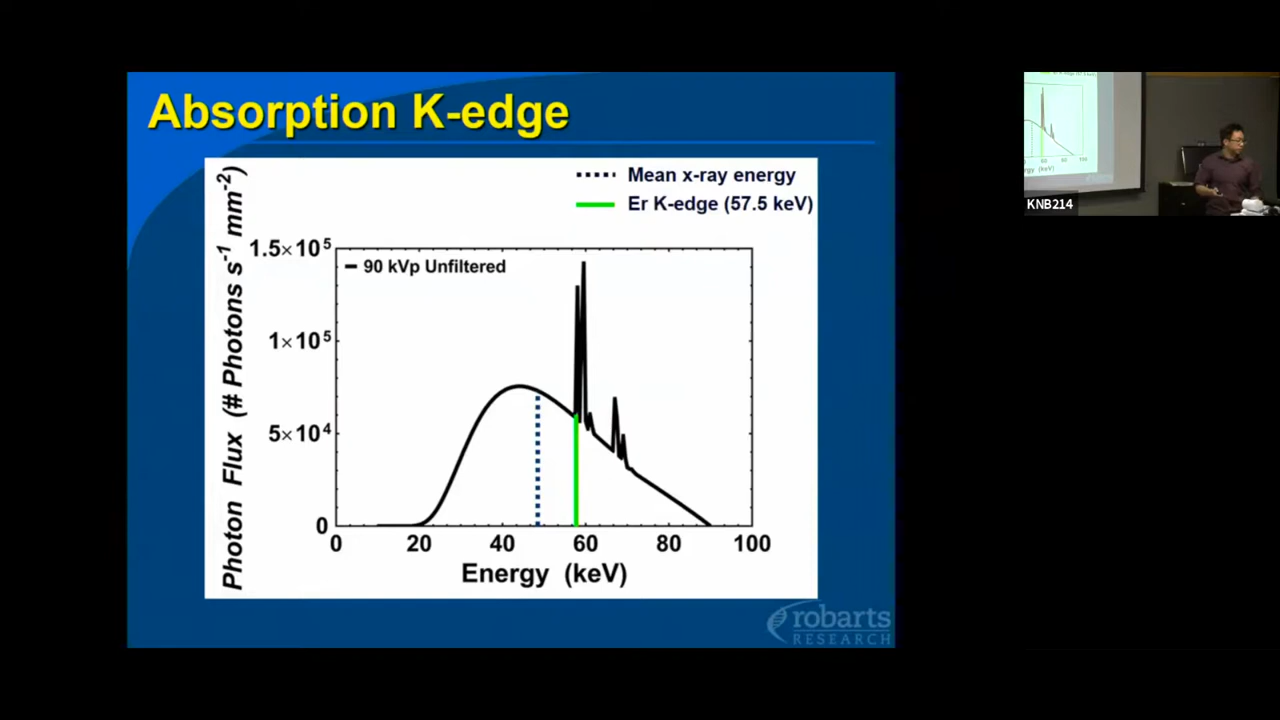 Absorption K-edge
Mean x-ray energy
Er K-edge (57.5 keV)
Photon Flux (# Photons s⁻¹ mm⁻²)
90 kVp Unfiltered
1.5×10⁵
1×10⁵
5×10⁴
0
0 20 40 60 80 100
Energy (keV)
robarts
RESEARCH
KNB214